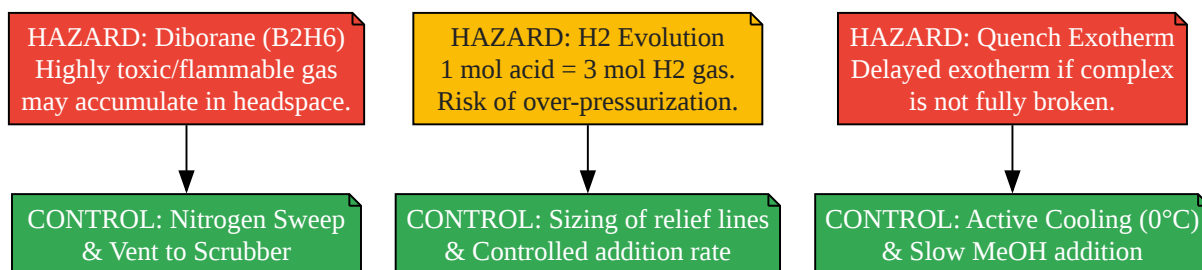 HAZARD: Diborane (B2H6)
Highly toxic/flammable gas
may accumulate in headspace.
HAZARD: H2 Evolution
1 mol acid = 3 mol H2 gas.
Risk of over-pressurization.
HAZARD: Quench Exotherm
Delayed exotherm if complex
is not fully broken.
CONTROL: Nitrogen Sweep
& Vent to Scrubber
CONTROL: Sizing of relief lines
& Controlled addition rate
CONTROL: Active Cooling (0°C)
& Slow MeOH addition